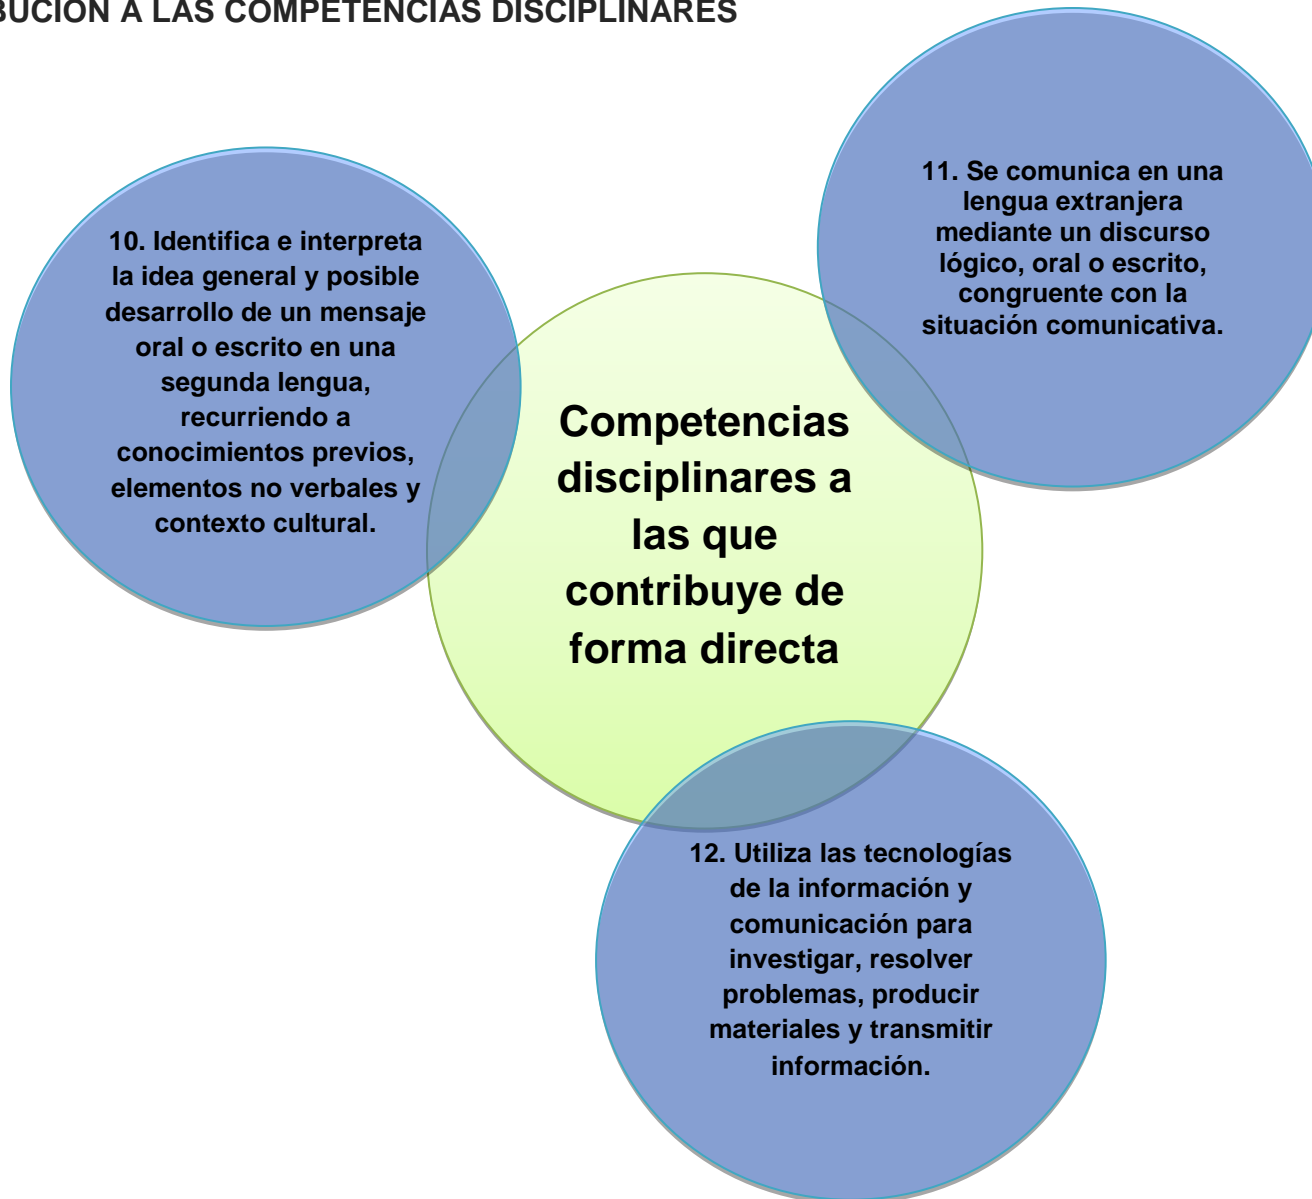 BUCIÓN A LAS COMPETENCIAS DISCIPLINARES
11. Se comunica en una
lengua extranjera
mediante un discurso
lógico, oral o escrito,
congruente con la
situación comunicativa.
10. Identifica e interpreta
la idea general y posible
desarrollo de un mensaje
oral o escrito en una
segunda lengua,
recurriendo a
conocimientos previos,
elementos no verbales y
contexto cultural.
Competencias
disciplinares a
las que
contribuye de
forma directa
12. Utiliza las tecnologías
de la información y
comunicación para
investigar, resolver
problemas, producir
materiales y transmitir
información.